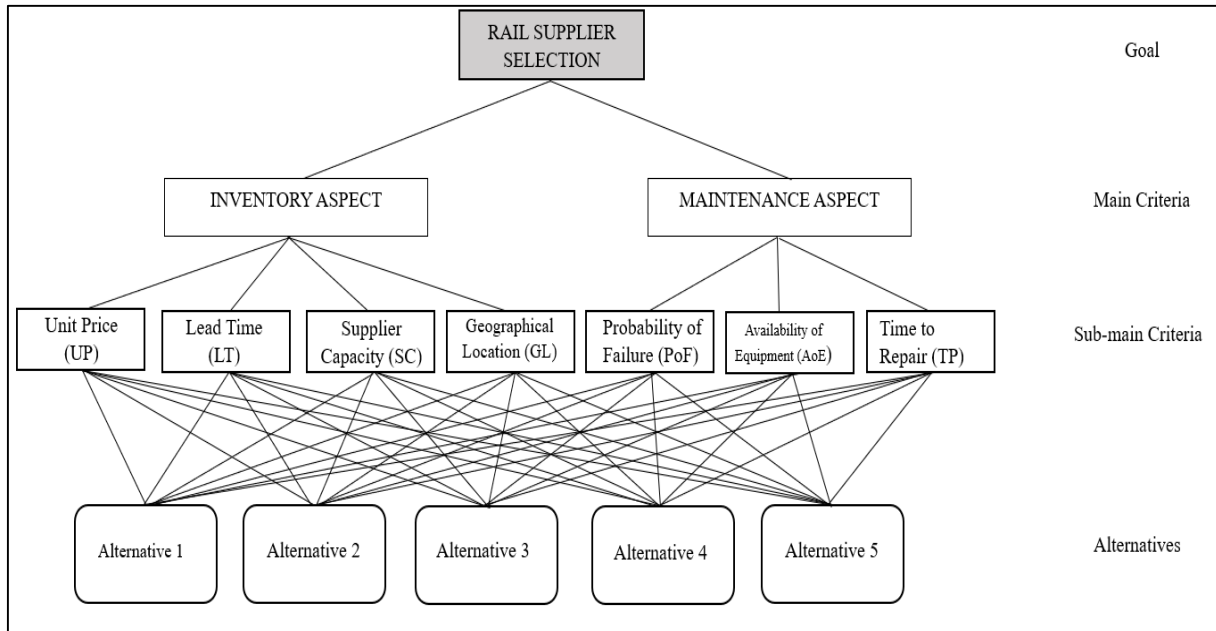 RAIL SUPPLIER
SELECTION
Goal
INVENTORY ASPECT
MAINTENANCE ASPECT
Main Criteria
Unit Price
(UP)
Lead Time
(LT)
Supplier
Capacity (SC)
Geographical
Location (GL)
Probability of
Failure (PoF)
Availability of
Equipment (AoE)
Time to
Repair (TP)
Sub-main Criteria
Alternative 1
Alternative 2
Alternative 3
Alternative 4
Alternative 5
Alternatives